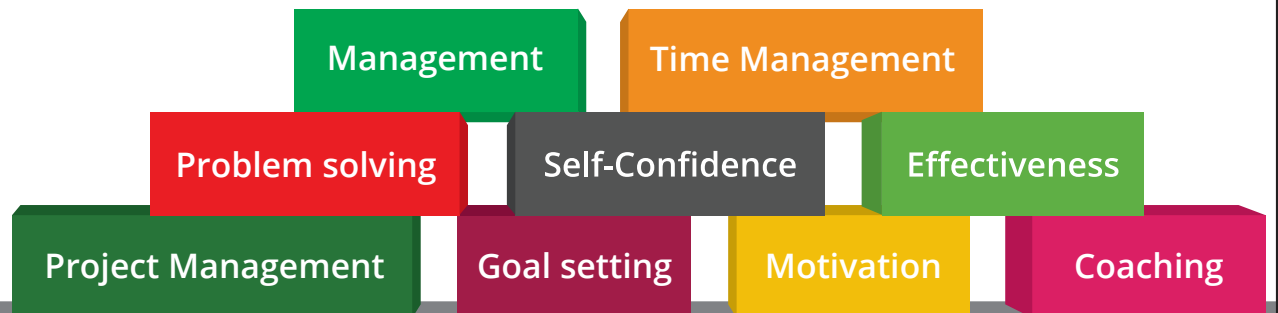 Management
Time Management
Problem solving
Self-Confidence
Effectiveness
Project Management
Goal setting
Motivation
Coaching